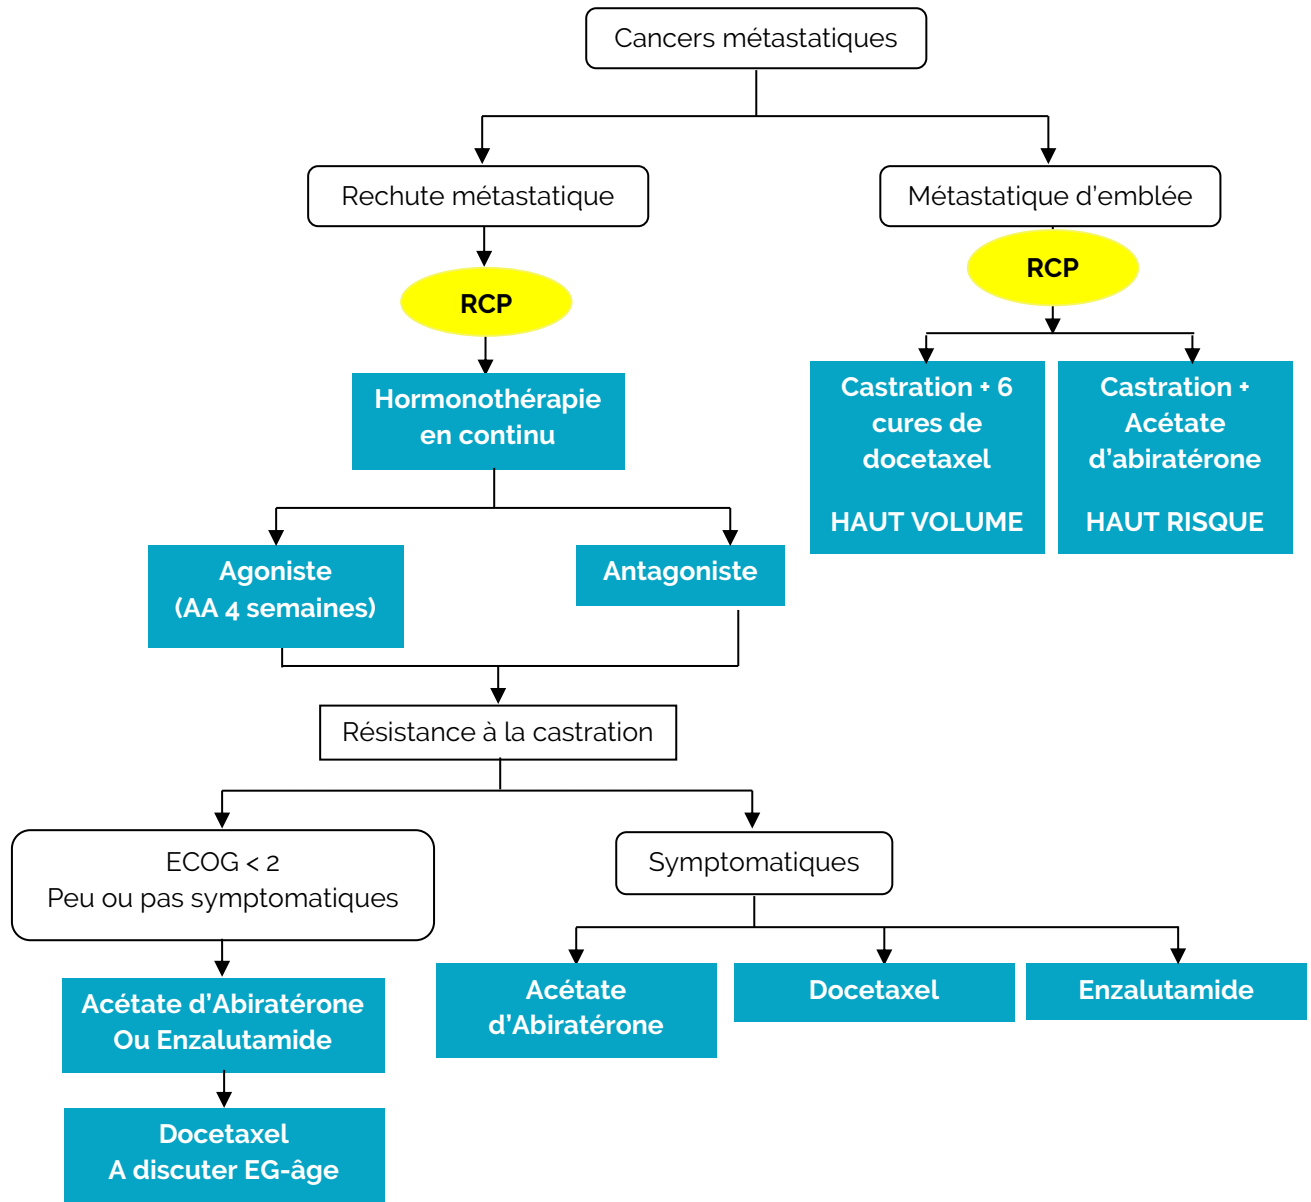 Cancers métastatiques
Rechute métastatique
Métastatique d'emblée
RCP
RCP
Hormonothérapie
en continu
Castration + 6
cures de
docetaxel
HAUT VOLUME
Castration +
Acétate
d'abiratérone
HAUT RISQUE
Agoniste
(AA 4 semaines)
Antagoniste
Résistance à la castration
ECOG < 2
Peu ou pas symptomatiques
Symptomatiques
Acétate d'Abiratérone
Ou Enzalutamide
Acétate
d'Abiratérone
Docetaxel
Enzalutamide
Docetaxel
A discuter EG-âge